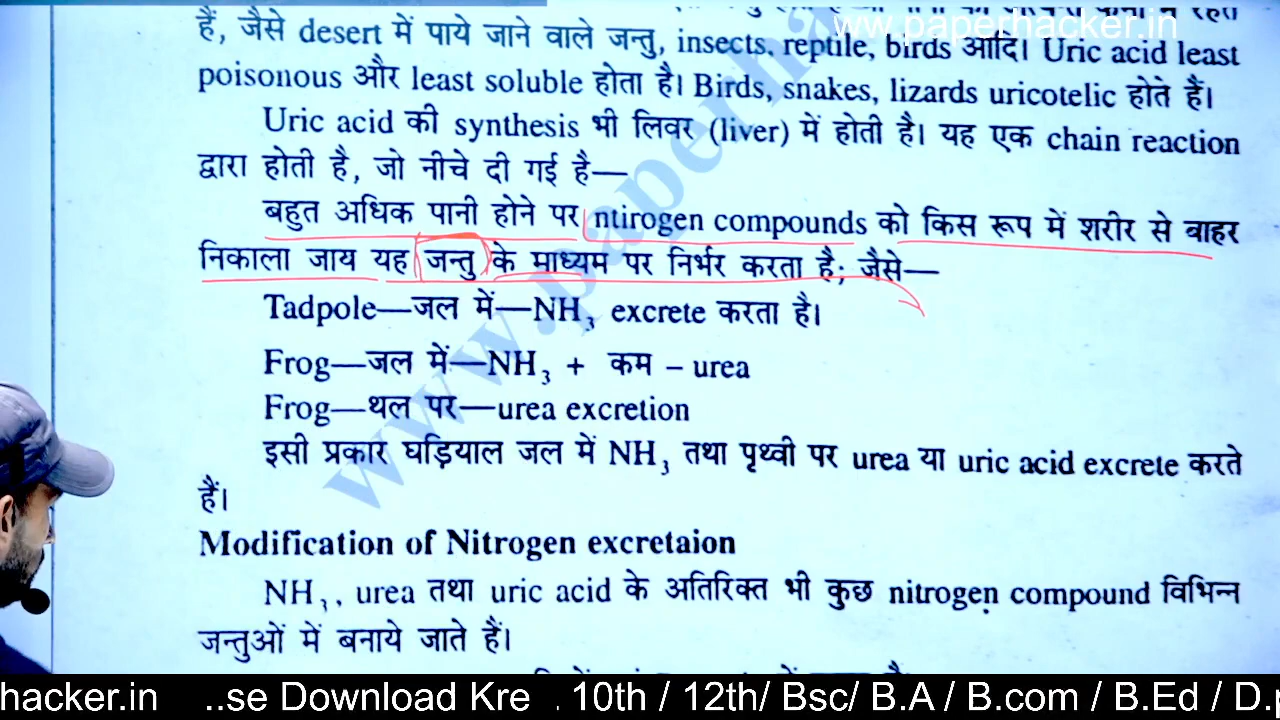 www.paperhacker.in
हैं, जैसे desert में पाये जाने वाले जन्तु, insects, reptile, birds आदि। Uric acid least
poisonous और least soluble होता है। Birds, snakes, lizards uricotelic होते हैं।
Uric acid की synthesis भी लिवर (liver) में होती है। यह एक chain reaction
द्वारा होती है, जो नीचे दी गई है—
बहुत अधिक पानी होने पर ntirogen compounds को किस रूप में शरीर से वाहर
निकाला जाय यह जन्तु के माध्यम पर निर्भर करता है; जैसे—
Tadpole—जल में—NH₃ excrete करता है।
Frog—जल में—NH₃ + कम – urea
Frog—थल पर—urea excretion
इसी प्रकार घड़ियाल जल में NH₃ तथा पृथ्वी पर urea या uric acid excrete करते
हैं।
Modification of Nitrogen excretaion
NH₃, urea तथा uric acid के अतिरिक्त भी कुछ nitrogen compound विभिन्न
जन्तुओं में बनाये जाते हैं।
www.paperha
hacker.in ..se Download Kre . 10th / 12th/ Bsc/ B.A / B.com / B.Ed / D.